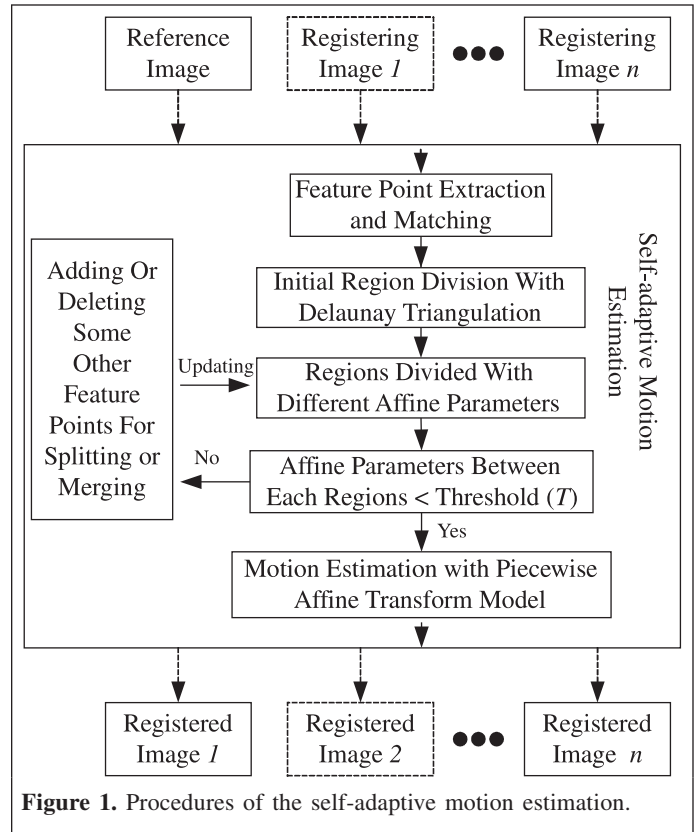 Reference
Image
Registering
Image 1
Registering
Image n
Feature Point Extraction
and Matching
Self-adaptive Motion
Estimation
Adding Or
Deleting
Some
Other
Feature
Points For
Splitting or
Merging
Initial Region Division With
Delaunay Triangulation
Updating
Regions Divided With
Different Affine Parameters
No
Affine Parameters Between
Each Regions < Threshold (T)
Yes
Motion Estimation with Piecewise
Affine Transform Model
Registered
Image 1
Registered
Image 2
Registered
Image n
Figure 1. Procedures of the self-adaptive motion estimation.